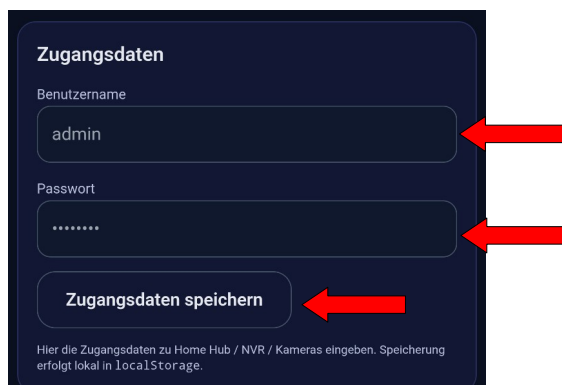 Zugangsdaten
Benutzername
admin
Passwort
••••••••
Zugangsdaten speichern
Hier die Zugangsdaten zu Home Hub / NVR / Kameras eingeben. Speicherung
erfolgt lokal in localStorage.